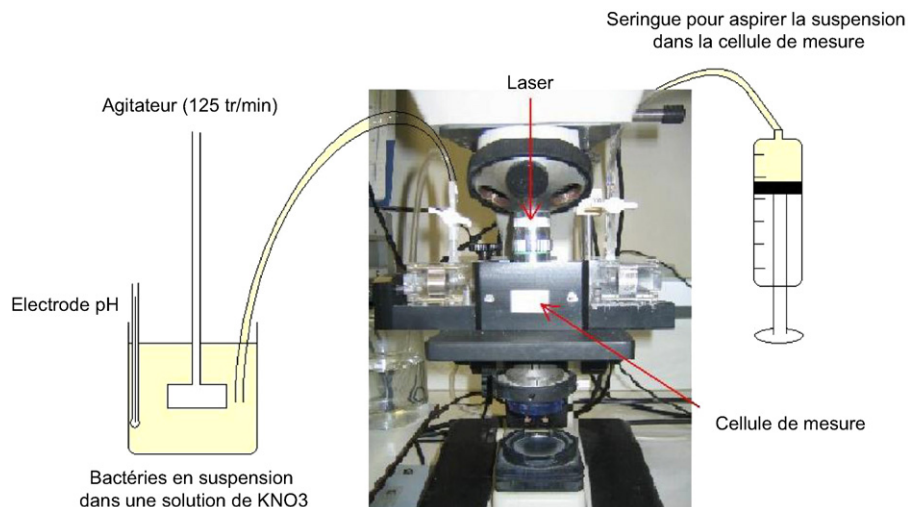 Seringue pour aspirer la suspension
dans la cellule de mesure
Laser
Agitateur (125 tr/min)
Electrode pH
Cellule de mesure
Bactéries en suspension
dans une solution de KNO3